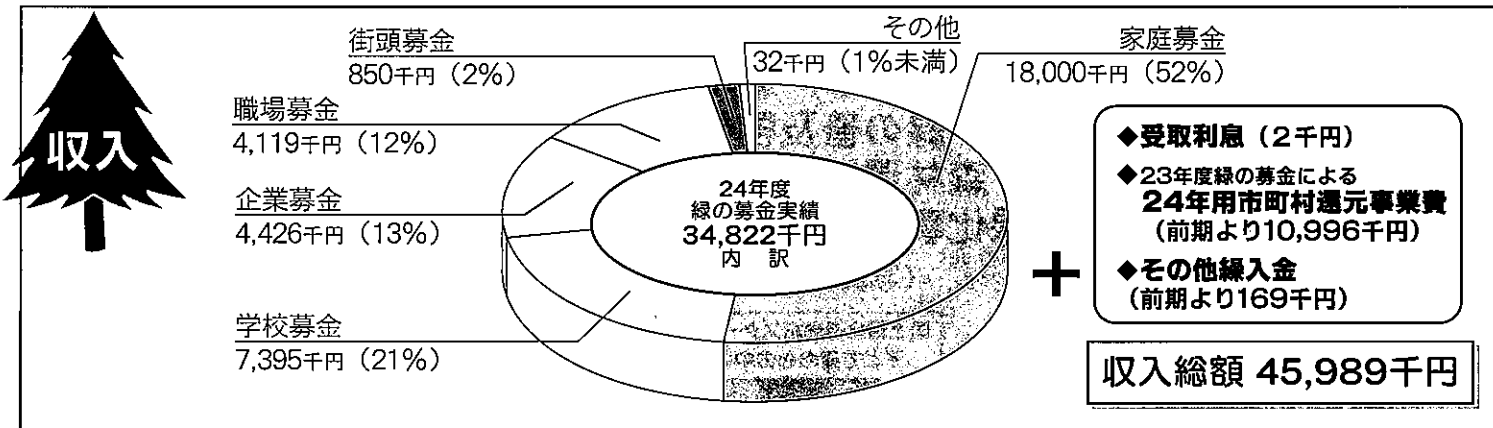 収入
街頭募金
850千円（2%）
その他
32千円（1%未満）
家庭募金
18,000千円（52%）
職場募金
4,119千円（12%）
企業募金
4,426千円（13%）
学校募金
7,395千円（21%）
24年度
緑の募金実績
34,822千円
内　訳
+
◆受取利息（2千円）
◆23年度緑の募金による
24年用市町村還元事業費
（前期より10,996千円）
◆その他繰入金
（前期より169千円）
収入総額 45,989千円